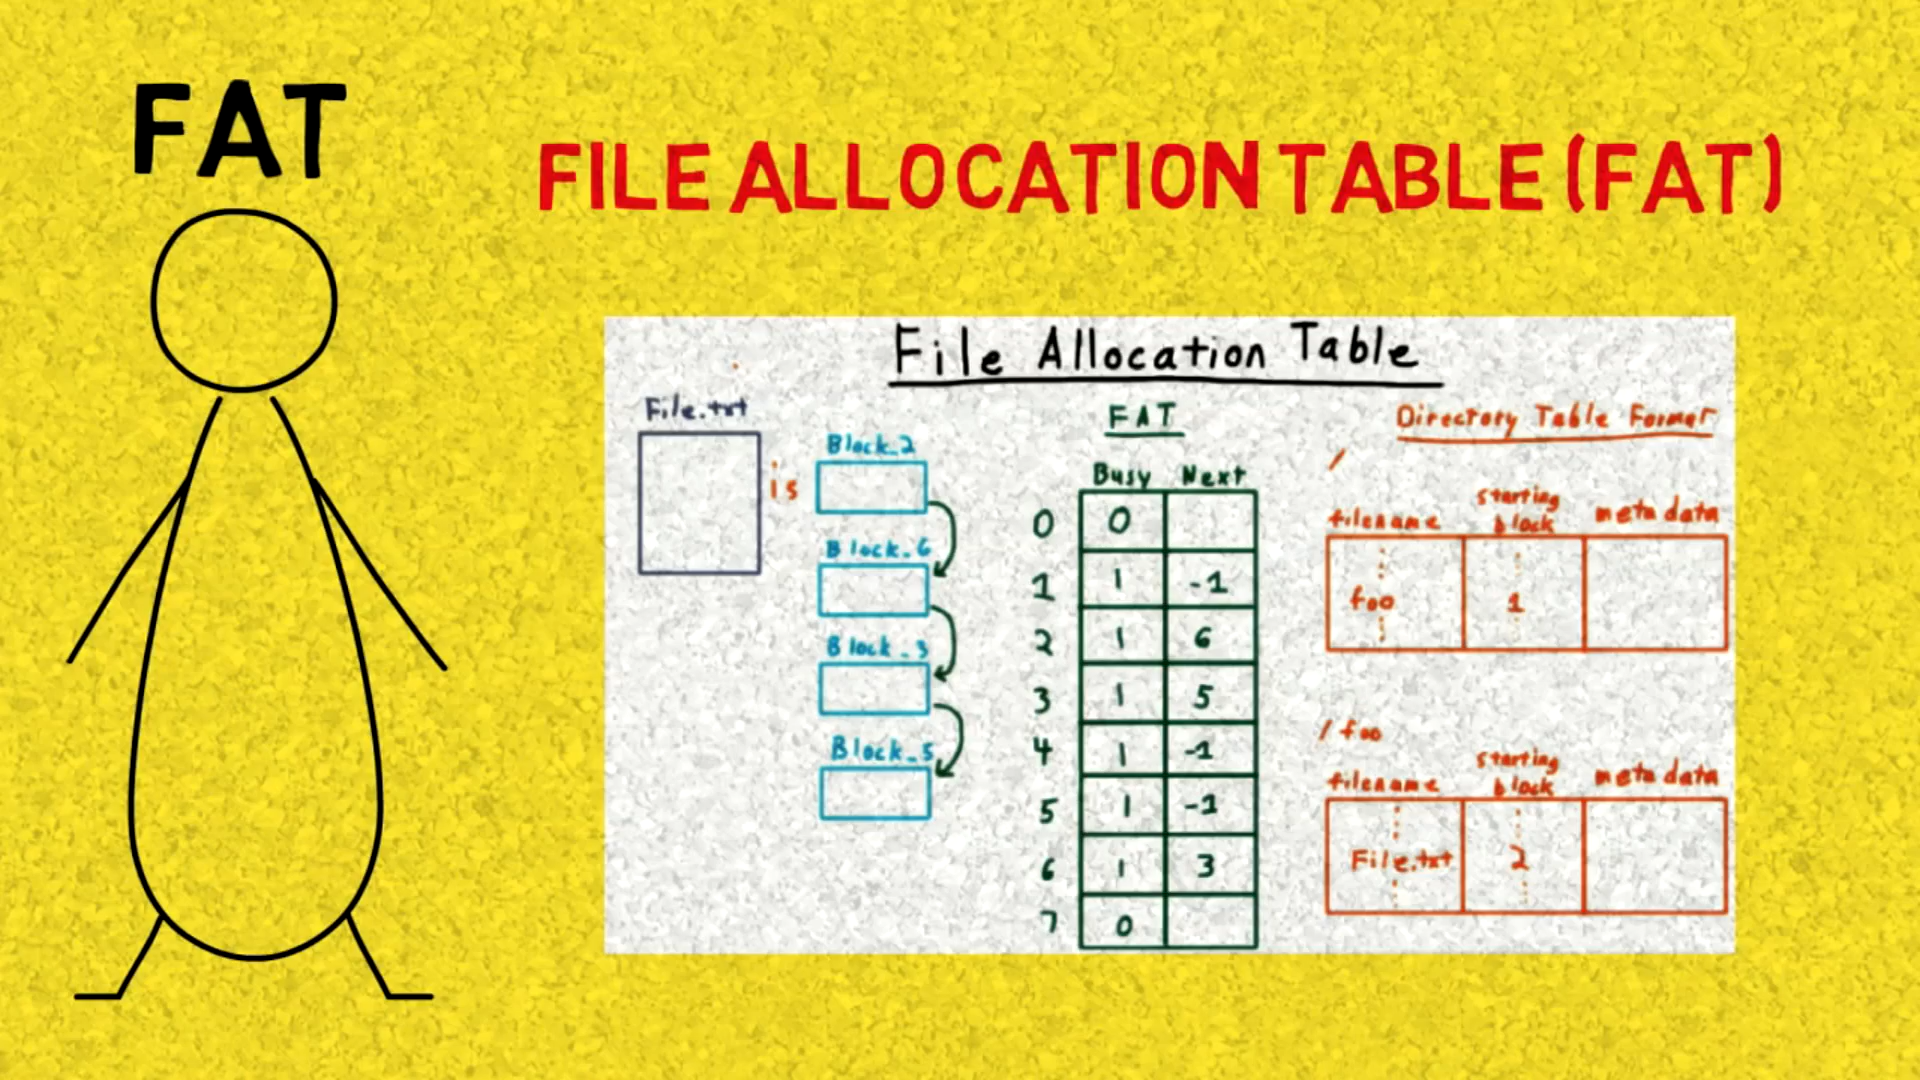 FAT
FILE ALLOCATION TABLE (FAT)
File Allocation Table
File.txt
is
Block_2
Block_6
Block_3
Block_5
FAT
Busy Next
0 0
1 1 -1
2 1 6
3 1 5
4 1 -1
5 1 -1
6 1 3
7 0
Directory Table Format
/
filename starting block meta data
foo 1
/foo
filename starting block meta data
File.txt 2